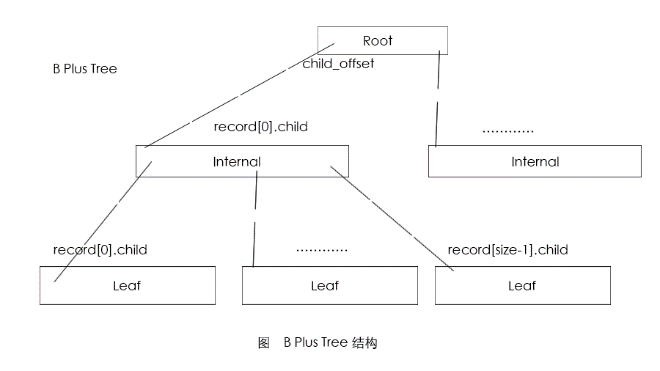 Root
child_offset
B Plus Tree
record[0].child
............
Internal
Internal
record[0].child
............
record[size-1].child
Leaf
Leaf
Leaf
图 B Plus Tree 结构